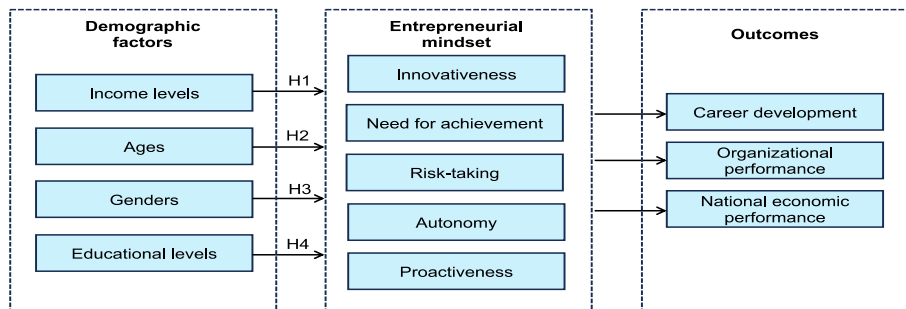 Demographic
factors
Income levels
Ages
Genders
Educational levels
H1
H2
H3
H4
Entrepreneurial
mindset
Innovativeness
Need for achievement
Risk-taking
Autonomy
Proactiveness
Outcomes
Career development
Organizational
performance
National economic
performance